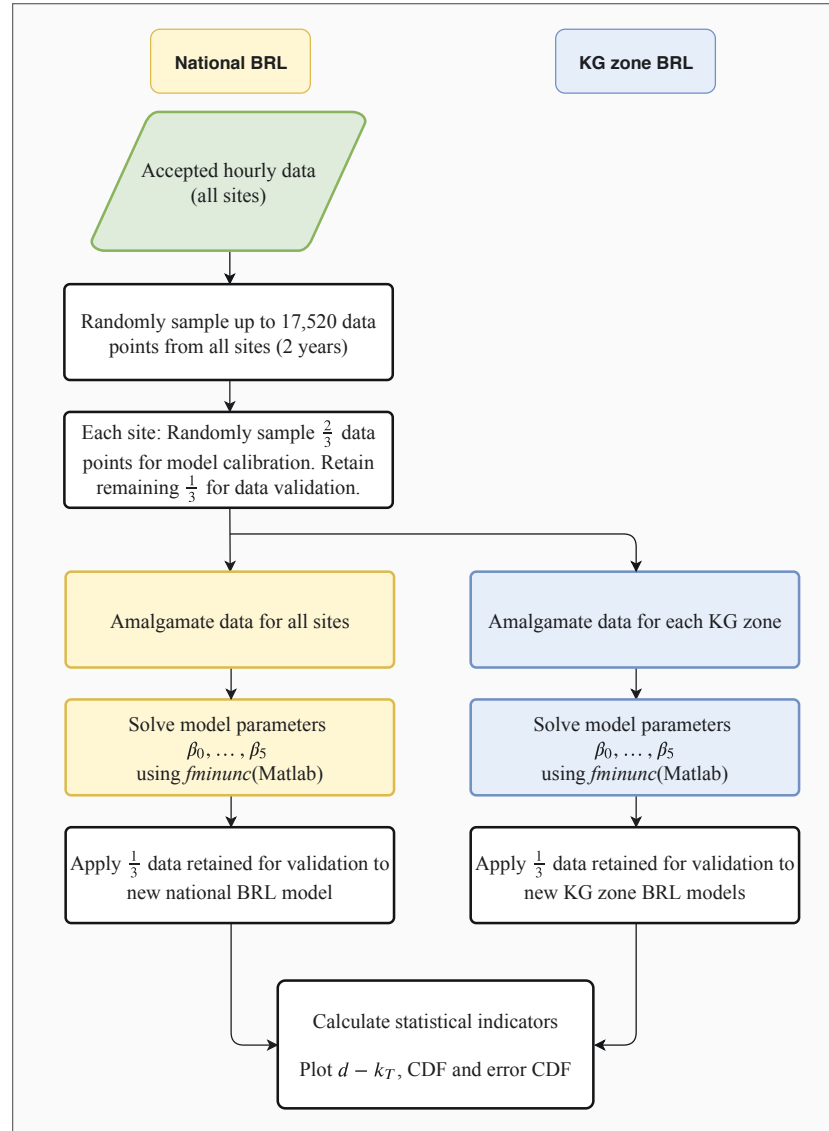 National BRL
KG zone BRL
Accepted hourly data
(all sites)
Randomly sample up to 17,520 data
points from all sites (2 years)
Each site: Randomly sample 2/3 data
points for model calibration. Retain
remaining 1/3 for data validation.
Amalgamate data for all sites
Amalgamate data for each KG zone
Solve model parameters
β₀, … , β₅
using fminunc(Matlab)
Solve model parameters
β₀, … , β₅
using fminunc(Matlab)
Apply 1/3 data retained for validation to
new national BRL model
Apply 1/3 data retained for validation to
new KG zone BRL models
Calculate statistical indicators
Plot d − k_T, CDF and error CDF